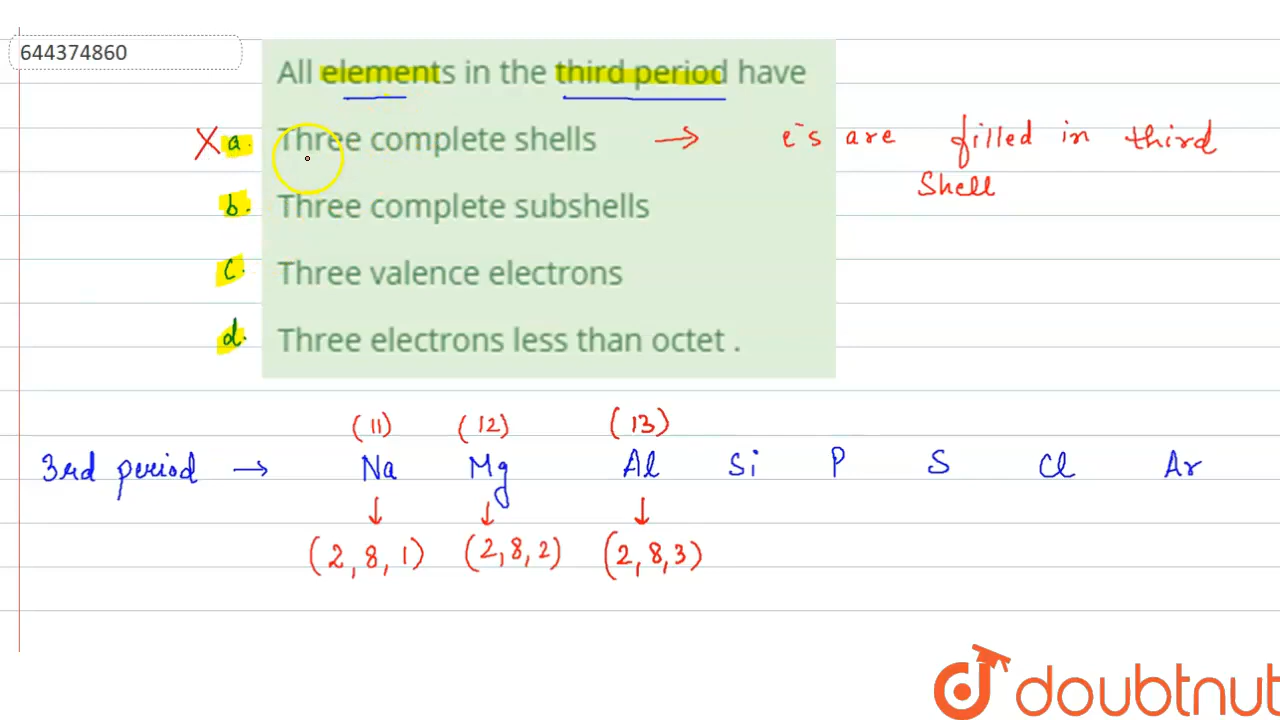 644374860
All elements in the third period have
X a. Three complete shells → e⁻s are filled in third
shell
b. Three complete subshells
c. Three valence electrons
d. Three electrons less than octet .
(11) (12) (13)
3rd period → Na Mg Al Si P S Cl Ar
↓ ↓ ↓
(2, 8, 1) (2,8,2) (2,8,3)
doubtnut